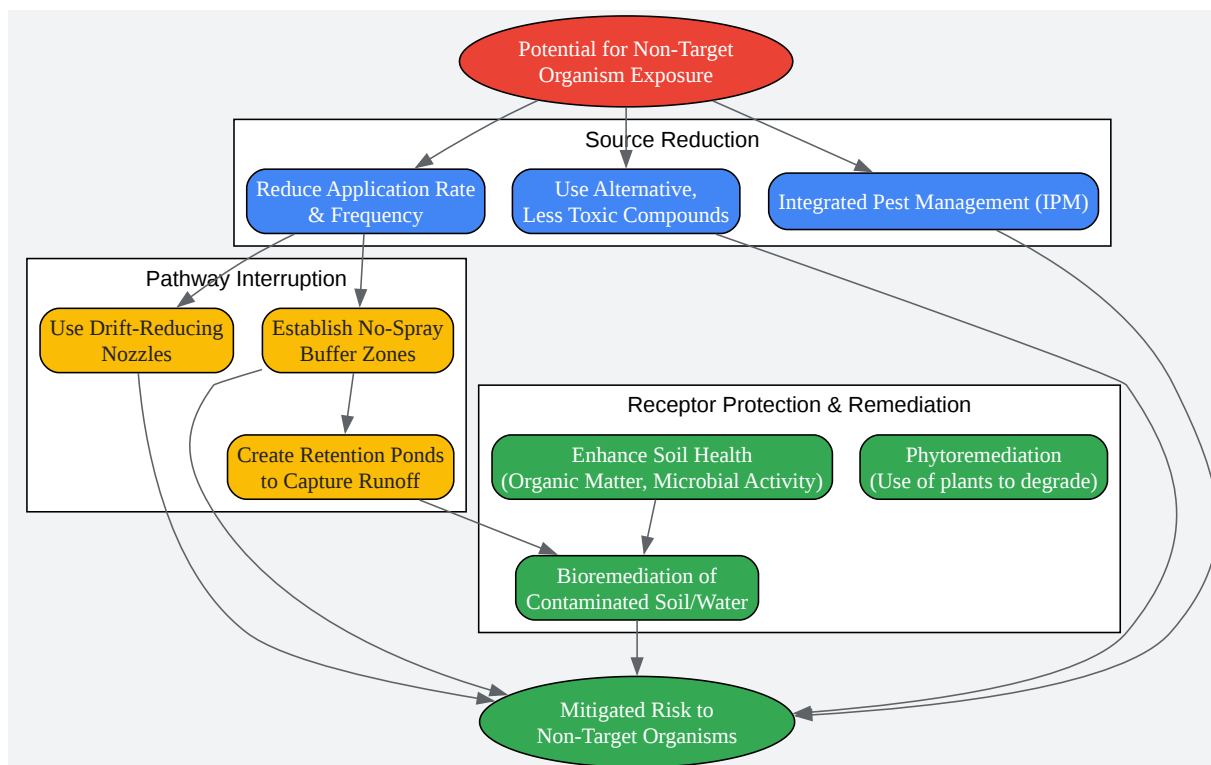 Potential for Non-Target
Organism Exposure
Source Reduction
Reduce Application Rate
& Frequency
Use Alternative,
Less Toxic Compounds
Integrated Pest Management (IPM)
Pathway Interruption
Use Drift-Reducing
Nozzles
Establish No-Spray
Buffer Zones
Create Retention Ponds
to Capture Runoff
Receptor Protection & Remediation
Enhance Soil Health
(Organic Matter, Microbial Activity)
Phytoremediation
(Use of plants to degrade)
Bioremediation of
Contaminated Soil/Water
Mitigated Risk to
Non-Target Organisms